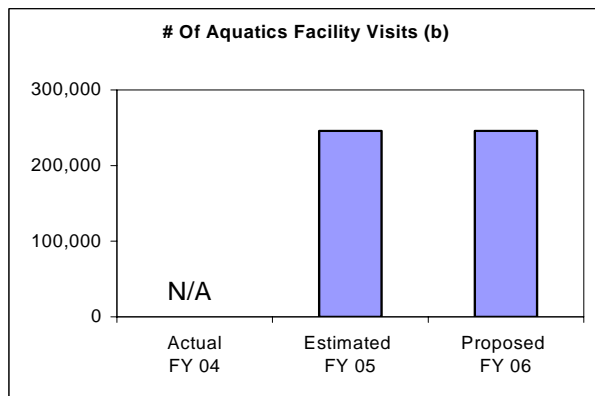 # Of Aquatics Facility Visits (b)
300,000
200,000
100,000
0
N/A
Actual Estimated Proposed
FY 04 FY 05 FY 06